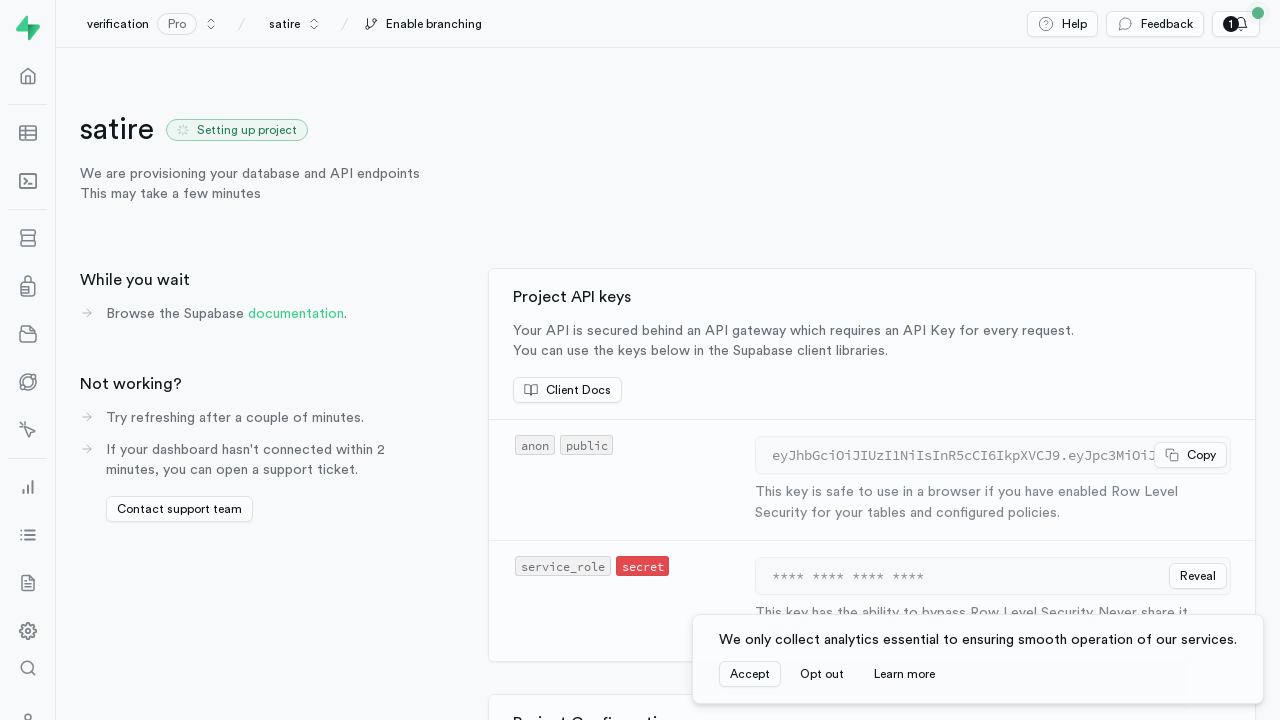 verification Pro / satire / Enable branching
Help Feedback 1
satire Setting up project
We are provisioning your database and API endpoints
This may take a few minutes
While you wait
Browse the Supabase documentation.
Not working?
Try refreshing after a couple of minutes.
If your dashboard hasn't connected within 2
minutes, you can open a support ticket.
Contact support team
Project API keys
Your API is secured behind an API gateway which requires an API Key for every request.
You can use the keys below in the Supabase client libraries.
Client Docs
anon public
eyJhbGciOiJIUzI1NiIsInR5cCI6IkpXVCJ9.eyJpc3MiOiJ Copy
This key is safe to use in a browser if you have enabled Row Level
Security for your tables and configured policies.
service_role secret
**** **** **** **** Reveal
This key has the ability to bypass Row Level Security. Never share it
We only collect analytics essential to ensuring smooth operation of our services.
Accept Opt out Learn more